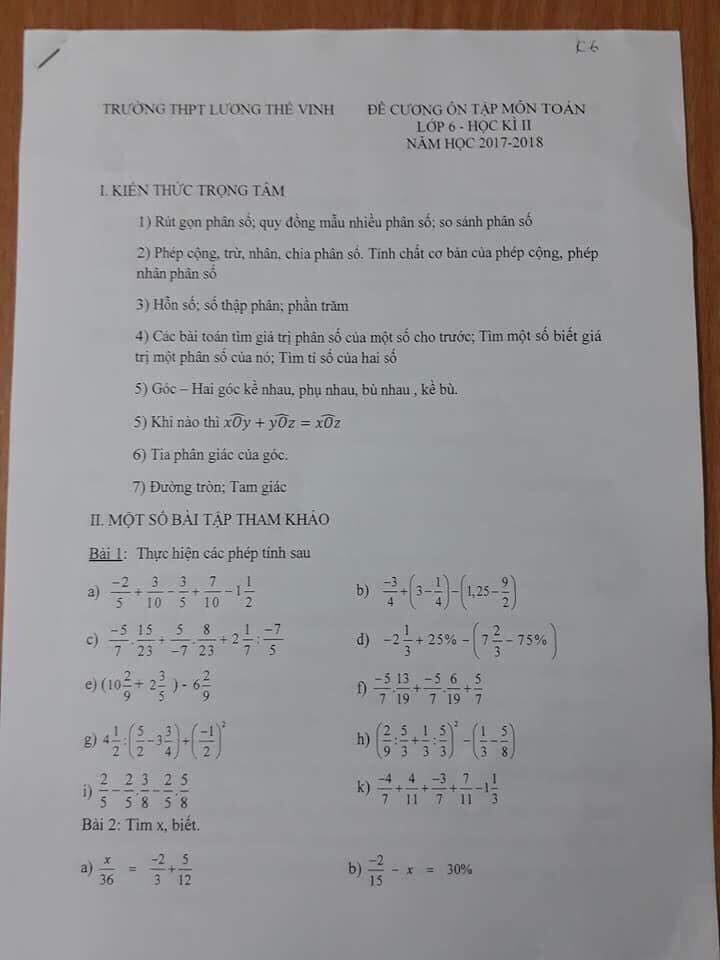 K6
TRƯỜNG THPT LƯƠNG THẾ VINH ĐỀ CƯƠNG ÔN TẬP MÔN TOÁN
LỚP 6 - HỌC KÌ II
NĂM HỌC 2017-2018
I. KIẾN THỨC TRỌNG TÂM
1) Rút gọn phân số; quy đồng mẫu nhiều phân số; so sánh phân số
2) Phép cộng, trừ, nhân, chia phân số. Tính chất cơ bản của phép cộng, phép
nhân phân số
3) Hỗn số; số thập phân; phần trăm
4) Các bài toán tìm giá trị phân số của một số cho trước; Tìm một số biết giá
trị một phân số của nó; Tìm tỉ số của hai số
5) Góc – Hai góc kề nhau, phụ nhau, bù nhau , kề bù.
5) Khi nào thì \widehat{xOy} + \widehat{yOz} = \widehat{xOz}
6) Tia phân giác của góc.
7) Đường tròn; Tam giác
II. MỘT SỐ BÀI TẬP THAM KHẢO
Bài 1: Thực hiện các phép tính sau
a) \frac{-2}{5} + \frac{3}{10} - \frac{3}{5} + \frac{7}{10} - 1\frac{1}{2} b) \frac{-3}{4} + \left(3 - \frac{1}{4}\right) - \left(1,25 - \frac{9}{2}\right)
c) \frac{-5}{7}.\frac{15}{23} + \frac{5}{-7}.\frac{8}{23} + 2\frac{1}{7} : \frac{-7}{5} d) -2\frac{1}{3} + 25% - \left(7\frac{2}{3} - 75%\right)
e) (10\frac{2}{9} + 2\frac{3}{5} ) - 6\frac{2}{9} f) \frac{-5}{7}.\frac{13}{19} + \frac{-5}{7}.\frac{6}{19} + \frac{5}{7}
g) 4\frac{1}{2} : \left(\frac{5}{2} - 3\frac{3}{4}\right) + \left(\frac{-1}{2}\right)^2 h) \left(\frac{2}{9} : \frac{5}{3} + \frac{1}{3} : \frac{5}{3}\right)^2 - \left(\frac{1}{3} - \frac{5}{8}\right)
i) \frac{2}{5} - \frac{2}{5}.\frac{3}{8} - \frac{2}{5}.\frac{5}{8} k) \frac{-4}{7} + \frac{4}{11} + \frac{-3}{7} + \frac{7}{11} - 1\frac{1}{3}
Bài 2: Tìm x, biết.
a) \frac{x}{36} = \frac{-2}{3} + \frac{5}{12} b) \frac{-2}{15} - x = 30%